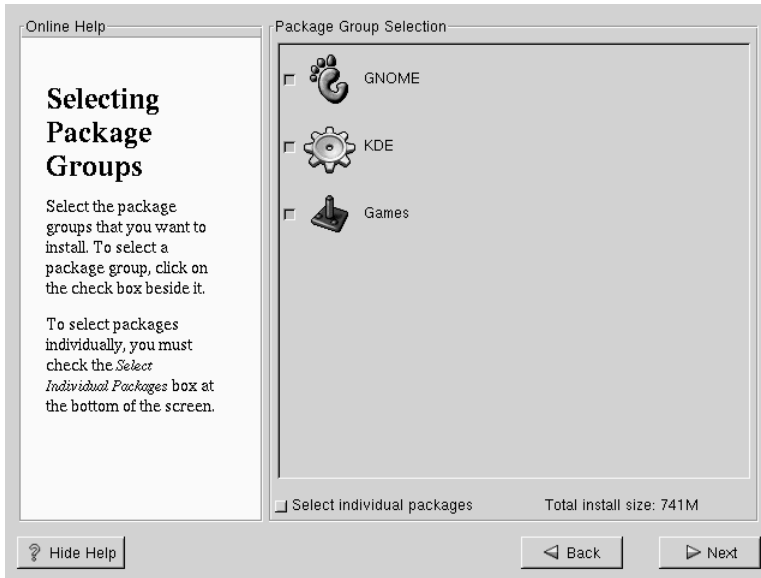 Online Help
Selecting
Package
Groups
Select the package
groups that you want to
install. To select a
package group, click on
the check box beside it.
To select packages
individually, you must
check the Select
Individual Packages box at
the bottom of the screen.
Package Group Selection
GNOME
KDE
Games
Select individual packages
Total install size: 741M
? Hide Help
Back
Next